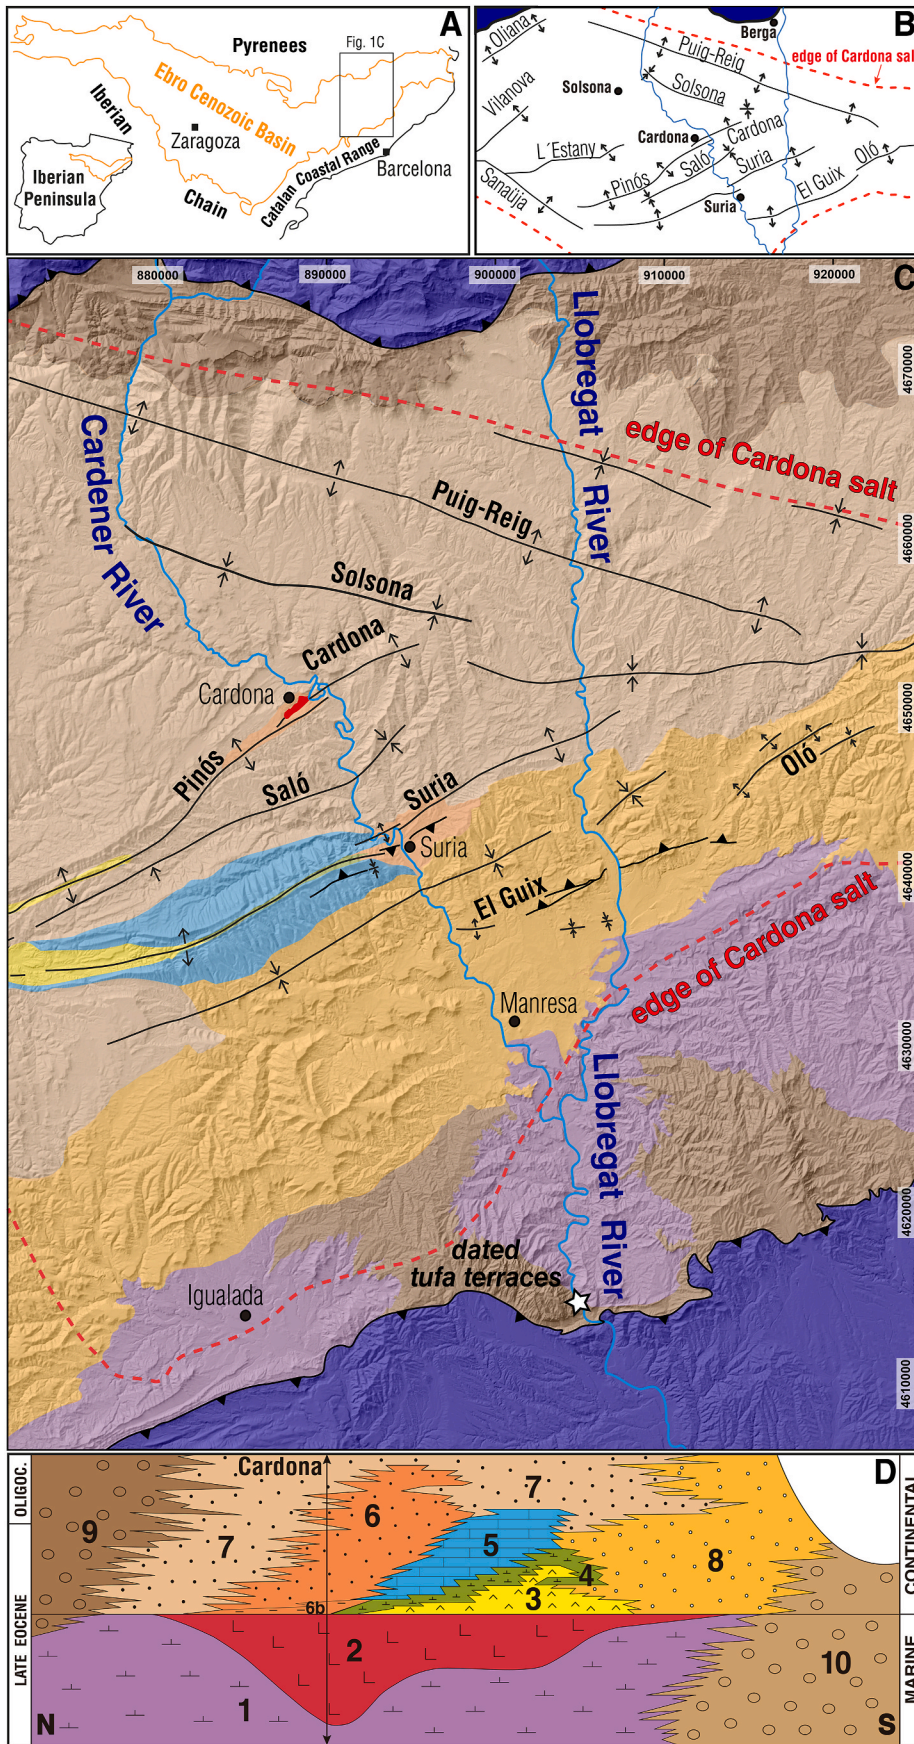 A
Pyrenees
Fig. 1C
Ebro Cenozoic Basin
Iberian
Zaragoza
Catalan Coastal Range
Barcelona
Iberian
Peninsula
Chain
B
Berga
Oliana
Puig-Reig
edge of Cardona sal
Solsona
Solsona
Vilanova
Cardona
Cardona
L´Estany
Saló
Suria
Oló
Sanaüja
Pinós
El Guix
Suria
C
880000
890000
900000
910000
920000
Llobregat
River
4670000
edge of Cardona salt
Cardener
River
Puig-Reig
4660000
Solsona
Cardona
Cardona
4650000
Pinós
Saló
Suria
Oló
Suria
4640000
El Guix
edge of Cardona salt
Manresa
4630000
Llobregat
River
4620000
dated
tufa terraces
Igualada
4610000
D
Cardona
OLIGOC.
LATE EOCENE
CONTINENTAL
MARINE
9
7
6
7
5
4
8
3
6b
2
1
10
N
S